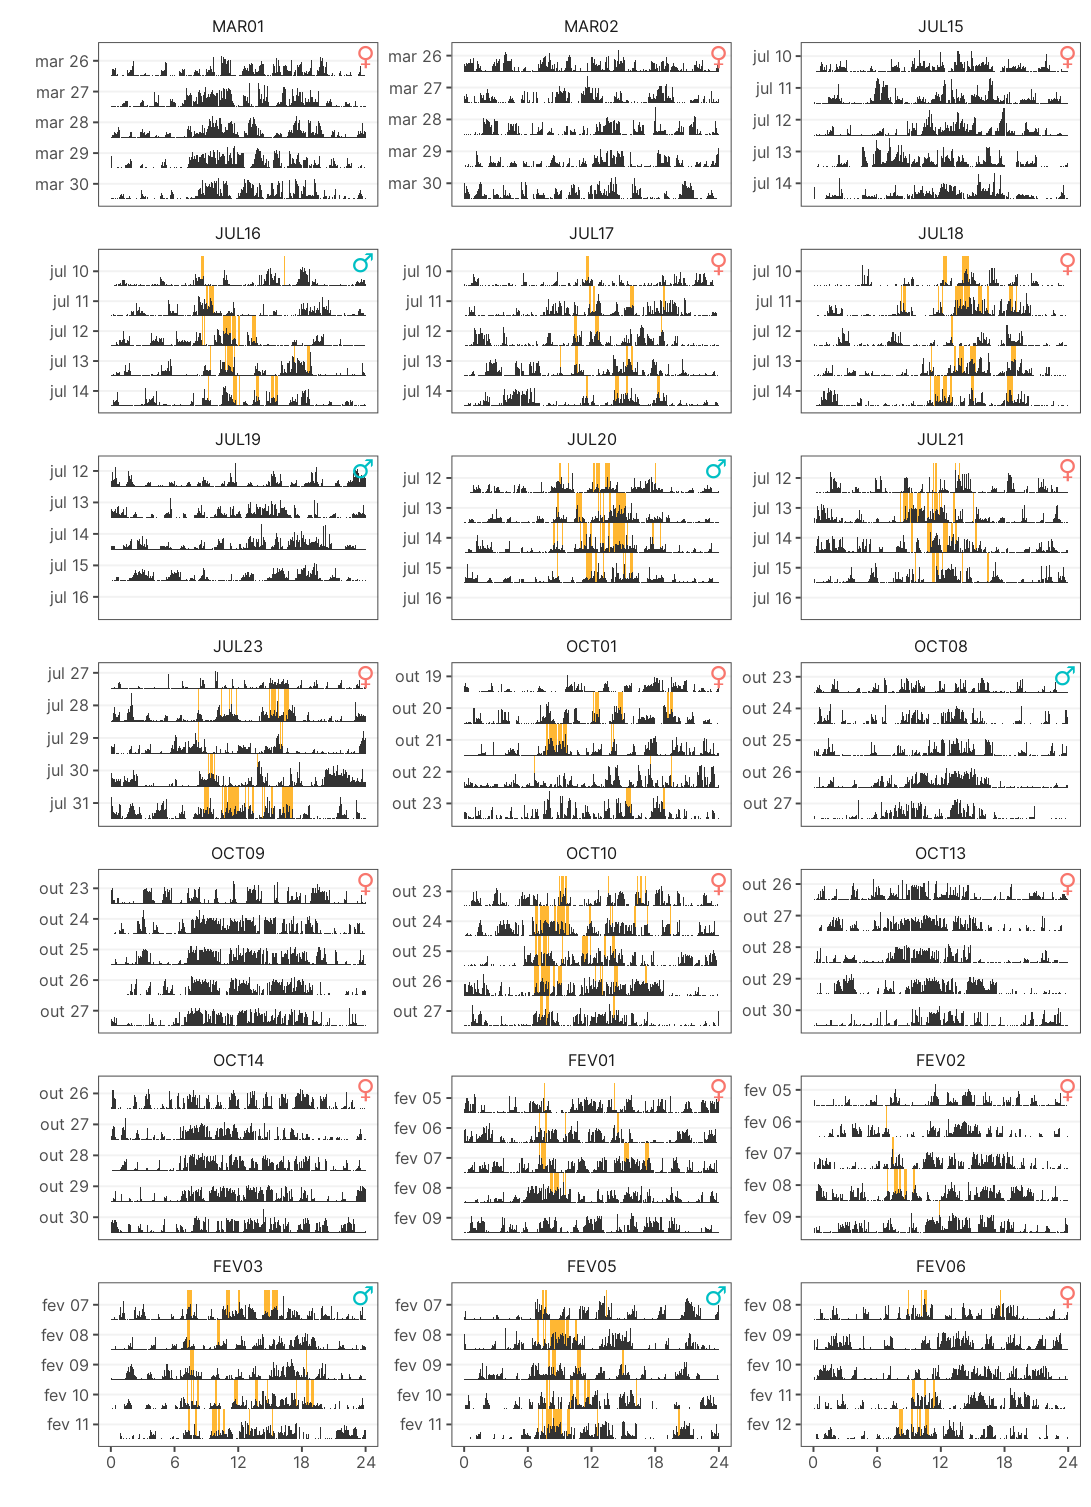 MAR01 MAR02 JUL15
mar 26 mar 26 jul 10
mar 27 mar 27 jul 11
mar 28 mar 28 jul 12
mar 29 mar 29 jul 13
mar 30 mar 30 jul 14
JUL16 JUL17 JUL18
jul 10 jul 10 jul 10
jul 11 jul 11 jul 11
jul 12 jul 12 jul 12
jul 13 jul 13 jul 13
jul 14 jul 14 jul 14
JUL19 JUL20 JUL21
jul 12 jul 12 jul 12
jul 13 jul 13 jul 13
jul 14 jul 14 jul 14
jul 15 jul 15 jul 15
jul 16 jul 16 jul 16
JUL23 OCT01 OCT08
jul 27 out 19 out 23
jul 28 out 20 out 24
jul 29 out 21 out 25
jul 30 out 22 out 26
jul 31 out 23 out 27
OCT09 OCT10 OCT13
out 23 out 23 out 26
out 24 out 24 out 27
out 25 out 25 out 28
out 26 out 26 out 29
out 27 out 27 out 30
OCT14 FEV01 FEV02
out 26 fev 05 fev 05
out 27 fev 06 fev 06
out 28 fev 07 fev 07
out 29 fev 08 fev 08
out 30 fev 09 fev 09
FEV03 FEV05 FEV06
fev 07 fev 07 fev 08
fev 08 fev 08 fev 09
fev 09 fev 09 fev 10
fev 10 fev 10 fev 11
fev 11 fev 11 fev 12
0 6 12 18 24 0 6 12 18 24 0 6 12 18 24